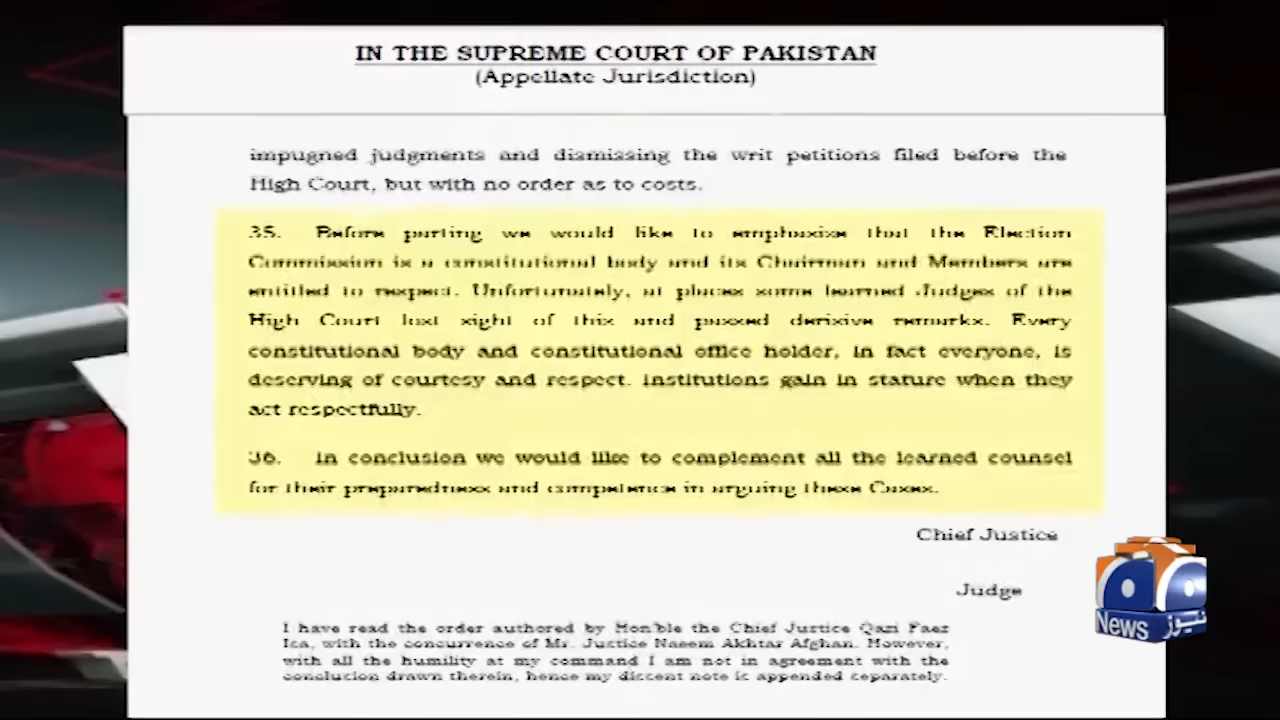 IN THE SUPREME COURT OF PAKISTAN
(Appellate Jurisdiction)
impugned judgments and dismissing the writ petitions filed before the
High Court, but with no order as to costs.
35. Before parting we would like to emphasize that the Election
Commission is a constitutional body and its Chairman and Members are
entitled to respect. Unfortunately, at places some learned Judges of the
High Court lost sight of this and passed derisive remarks. Every
constitutional body and constitutional office holder, in fact everyone, is
deserving of courtesy and respect. Institutions gain in stature when they
act respectfully.
36. In conclusion we would like to complement all the learned counsel
for their preparedness and competence in arguing these Cases.
Chief Justice
Judge
I have read the order authored by Hon'ble the Chief Justice Qazi Faez
Isa, with the concurrence of Mr. Justice Naeem Akhtar Afghan. However,
with all the humility at my command I am not in agreement with the
conclusion drawn therein, hence my dissent note is appended separately.
News نیوز